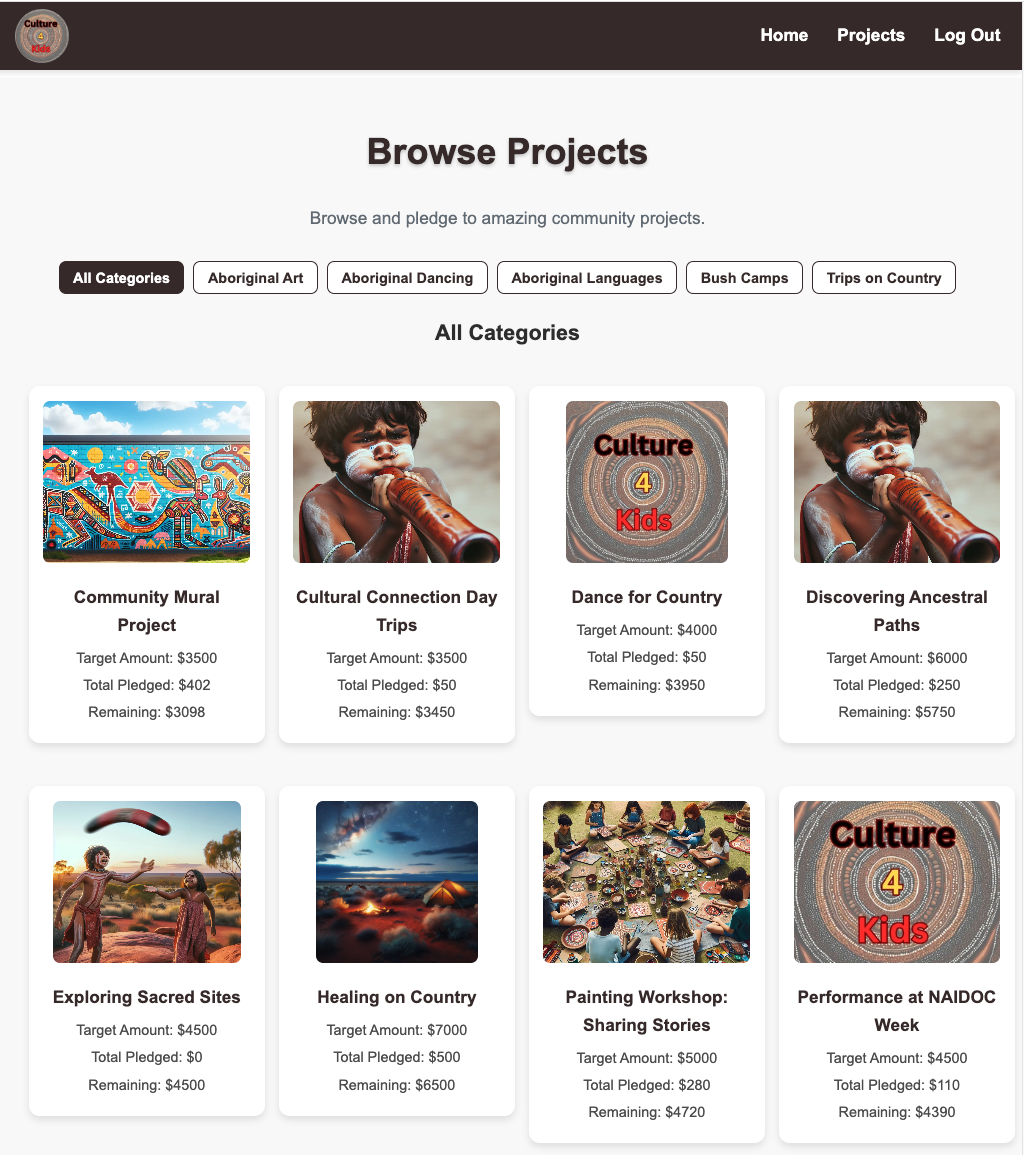 Culture
4
Kids
Home Projects Log Out
Browse Projects
Browse and pledge to amazing community projects.
All Categories Aboriginal Art Aboriginal Dancing Aboriginal Languages Bush Camps Trips on Country
All Categories
Culture
4
Kids
Community Mural
Project
Target Amount: $3500
Total Pledged: $402
Remaining: $3098
Cultural Connection Day
Trips
Target Amount: $3500
Total Pledged: $50
Remaining: $3450
Dance for Country
Target Amount: $4000
Total Pledged: $50
Remaining: $3950
Discovering Ancestral
Paths
Target Amount: $6000
Total Pledged: $250
Remaining: $5750
Culture
4
Kids
Exploring Sacred Sites
Target Amount: $4500
Total Pledged: $0
Remaining: $4500
Healing on Country
Target Amount: $7000
Total Pledged: $500
Remaining: $6500
Painting Workshop:
Sharing Stories
Target Amount: $5000
Total Pledged: $280
Remaining: $4720
Performance at NAIDOC
Week
Target Amount: $4500
Total Pledged: $110
Remaining: $4390